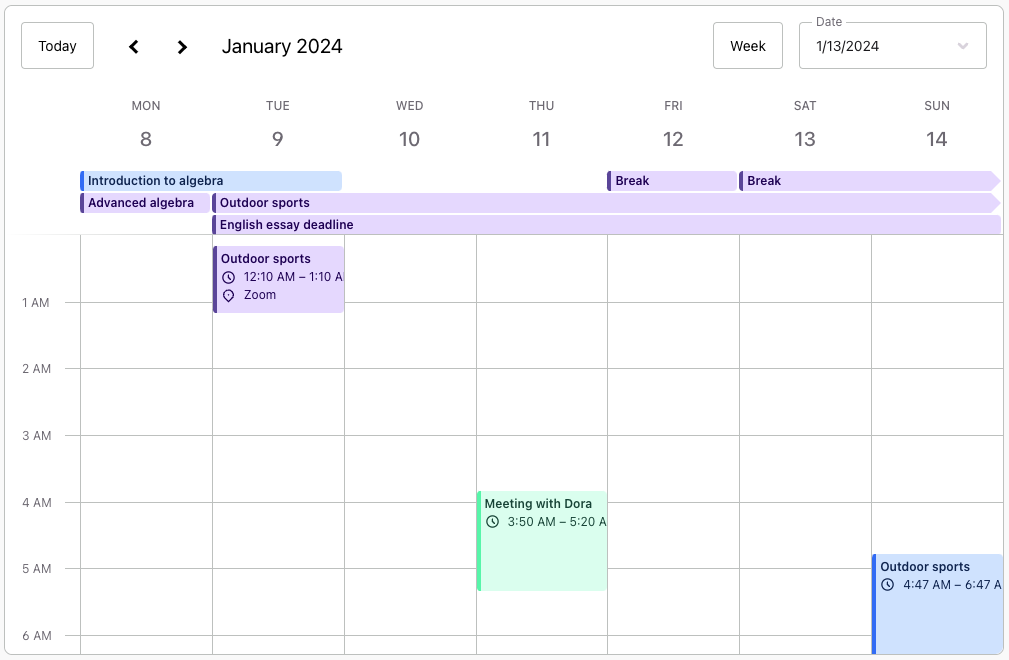 Today January 2024 Week Date 1/13/2024
MON TUE WED THU FRI SAT SUN
8 9 10 11 12 13 14
Introduction to algebra Break Break
Advanced algebra Outdoor sports
English essay deadline
Outdoor sports
12:10 AM – 1:10 A
Zoom
1 AM
2 AM
3 AM
4 AM
Meeting with Dora
3:50 AM – 5:20 A
5 AM
Outdoor sports
4:47 AM – 6:47 A
6 AM